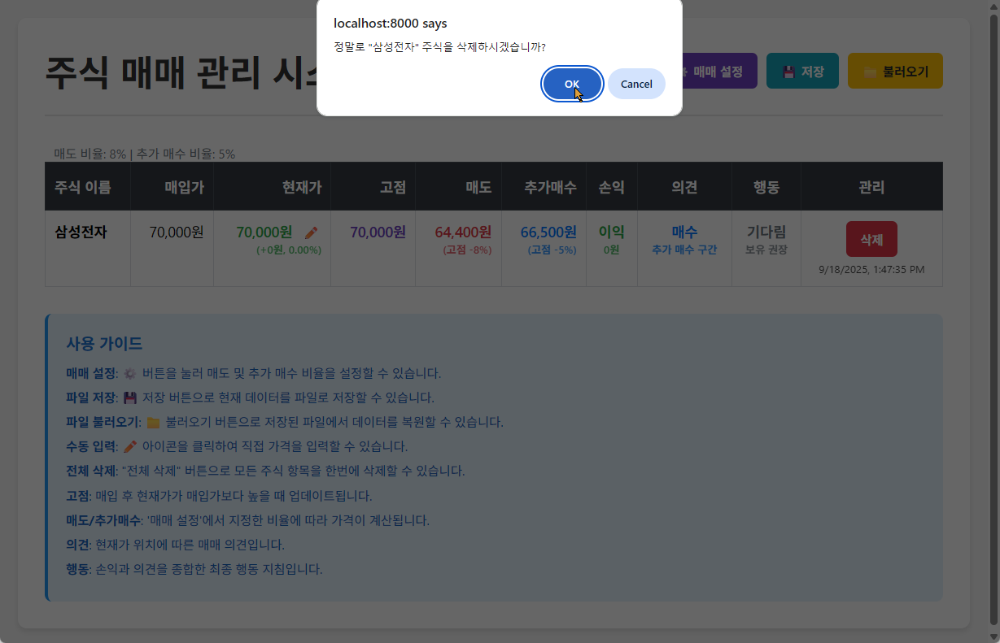 localhost:8000 says
정말로 "삼성전자" 주식을 삭제하시겠습니까?
OK
Cancel
주식 매매 관리
매매 설정
저장
불러오기
매도 비율: 8% | 추가 매수 비율: 5%
주식 이름 매입가 현재가 고점 매도 추가매수 손익 의견 행동 관리
삼성전자 70,000원 70,000원 70,000원 64,400원 66,500원 이익 매수 기다림 삭제
(+0원, 0.00%) (고점 -8%) (고점 -5%) 0원 추가 매수 구간 보유 권장
9/18/2025, 1:47:35 PM
사용 가이드
매매 설정: ⚙️ 버튼을 눌러 매도 및 추가 매수 비율을 설정할 수 있습니다.
파일 저장: 💾 저장 버튼으로 현재 데이터를 파일로 저장할 수 있습니다.
파일 불러오기: 📁 불러오기 버튼으로 저장된 파일에서 데이터를 복원할 수 있습니다.
수동 입력: ✏️ 아이콘을 클릭하여 직접 가격을 입력할 수 있습니다.
전체 삭제: "전체 삭제" 버튼으로 모든 주식 항목을 한번에 삭제할 수 있습니다.
고점: 매입 후 현재가가 매입가보다 높을 때 업데이트됩니다.
매도/추가매수: '매매 설정'에서 지정한 비율에 따라 가격이 계산됩니다.
의견: 현재가 위치에 따른 매매 의견입니다.
행동: 손익과 의견을 종합한 최종 행동 지침입니다.